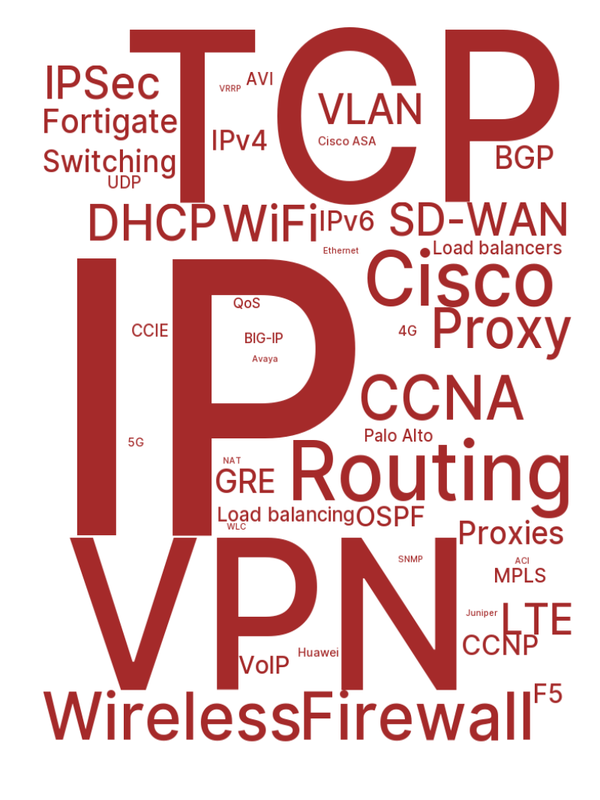 TCP
IPSec
VRRP
AVI
VLAN
Fortigate
IPv4
Cisco ASA
Switching
BGP
UDP
DHCP
WiFi
IPv6
SD-WAN
Ethernet
Load balancers
Cisco
IP
QoS
CCIE
BIG-IP
4G
Proxy
Avaya
CCNA
5G
Palo Alto
NAT
GRE
Routing
Load balancing
OSPF
WLC
Proxies
VPN
SNMP
ACI
MPLS
Juniper
LTE
CCNP
VoIP
Huawei
Wireless
Firewall
F5